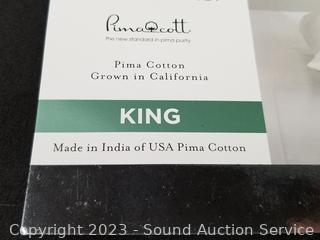 Pimacott
the new standard in pima purity
Pima Cotton
Grown in California
KING
Made in India of USA Pima Cotton
Copyright 2023 - Sound Auction Service